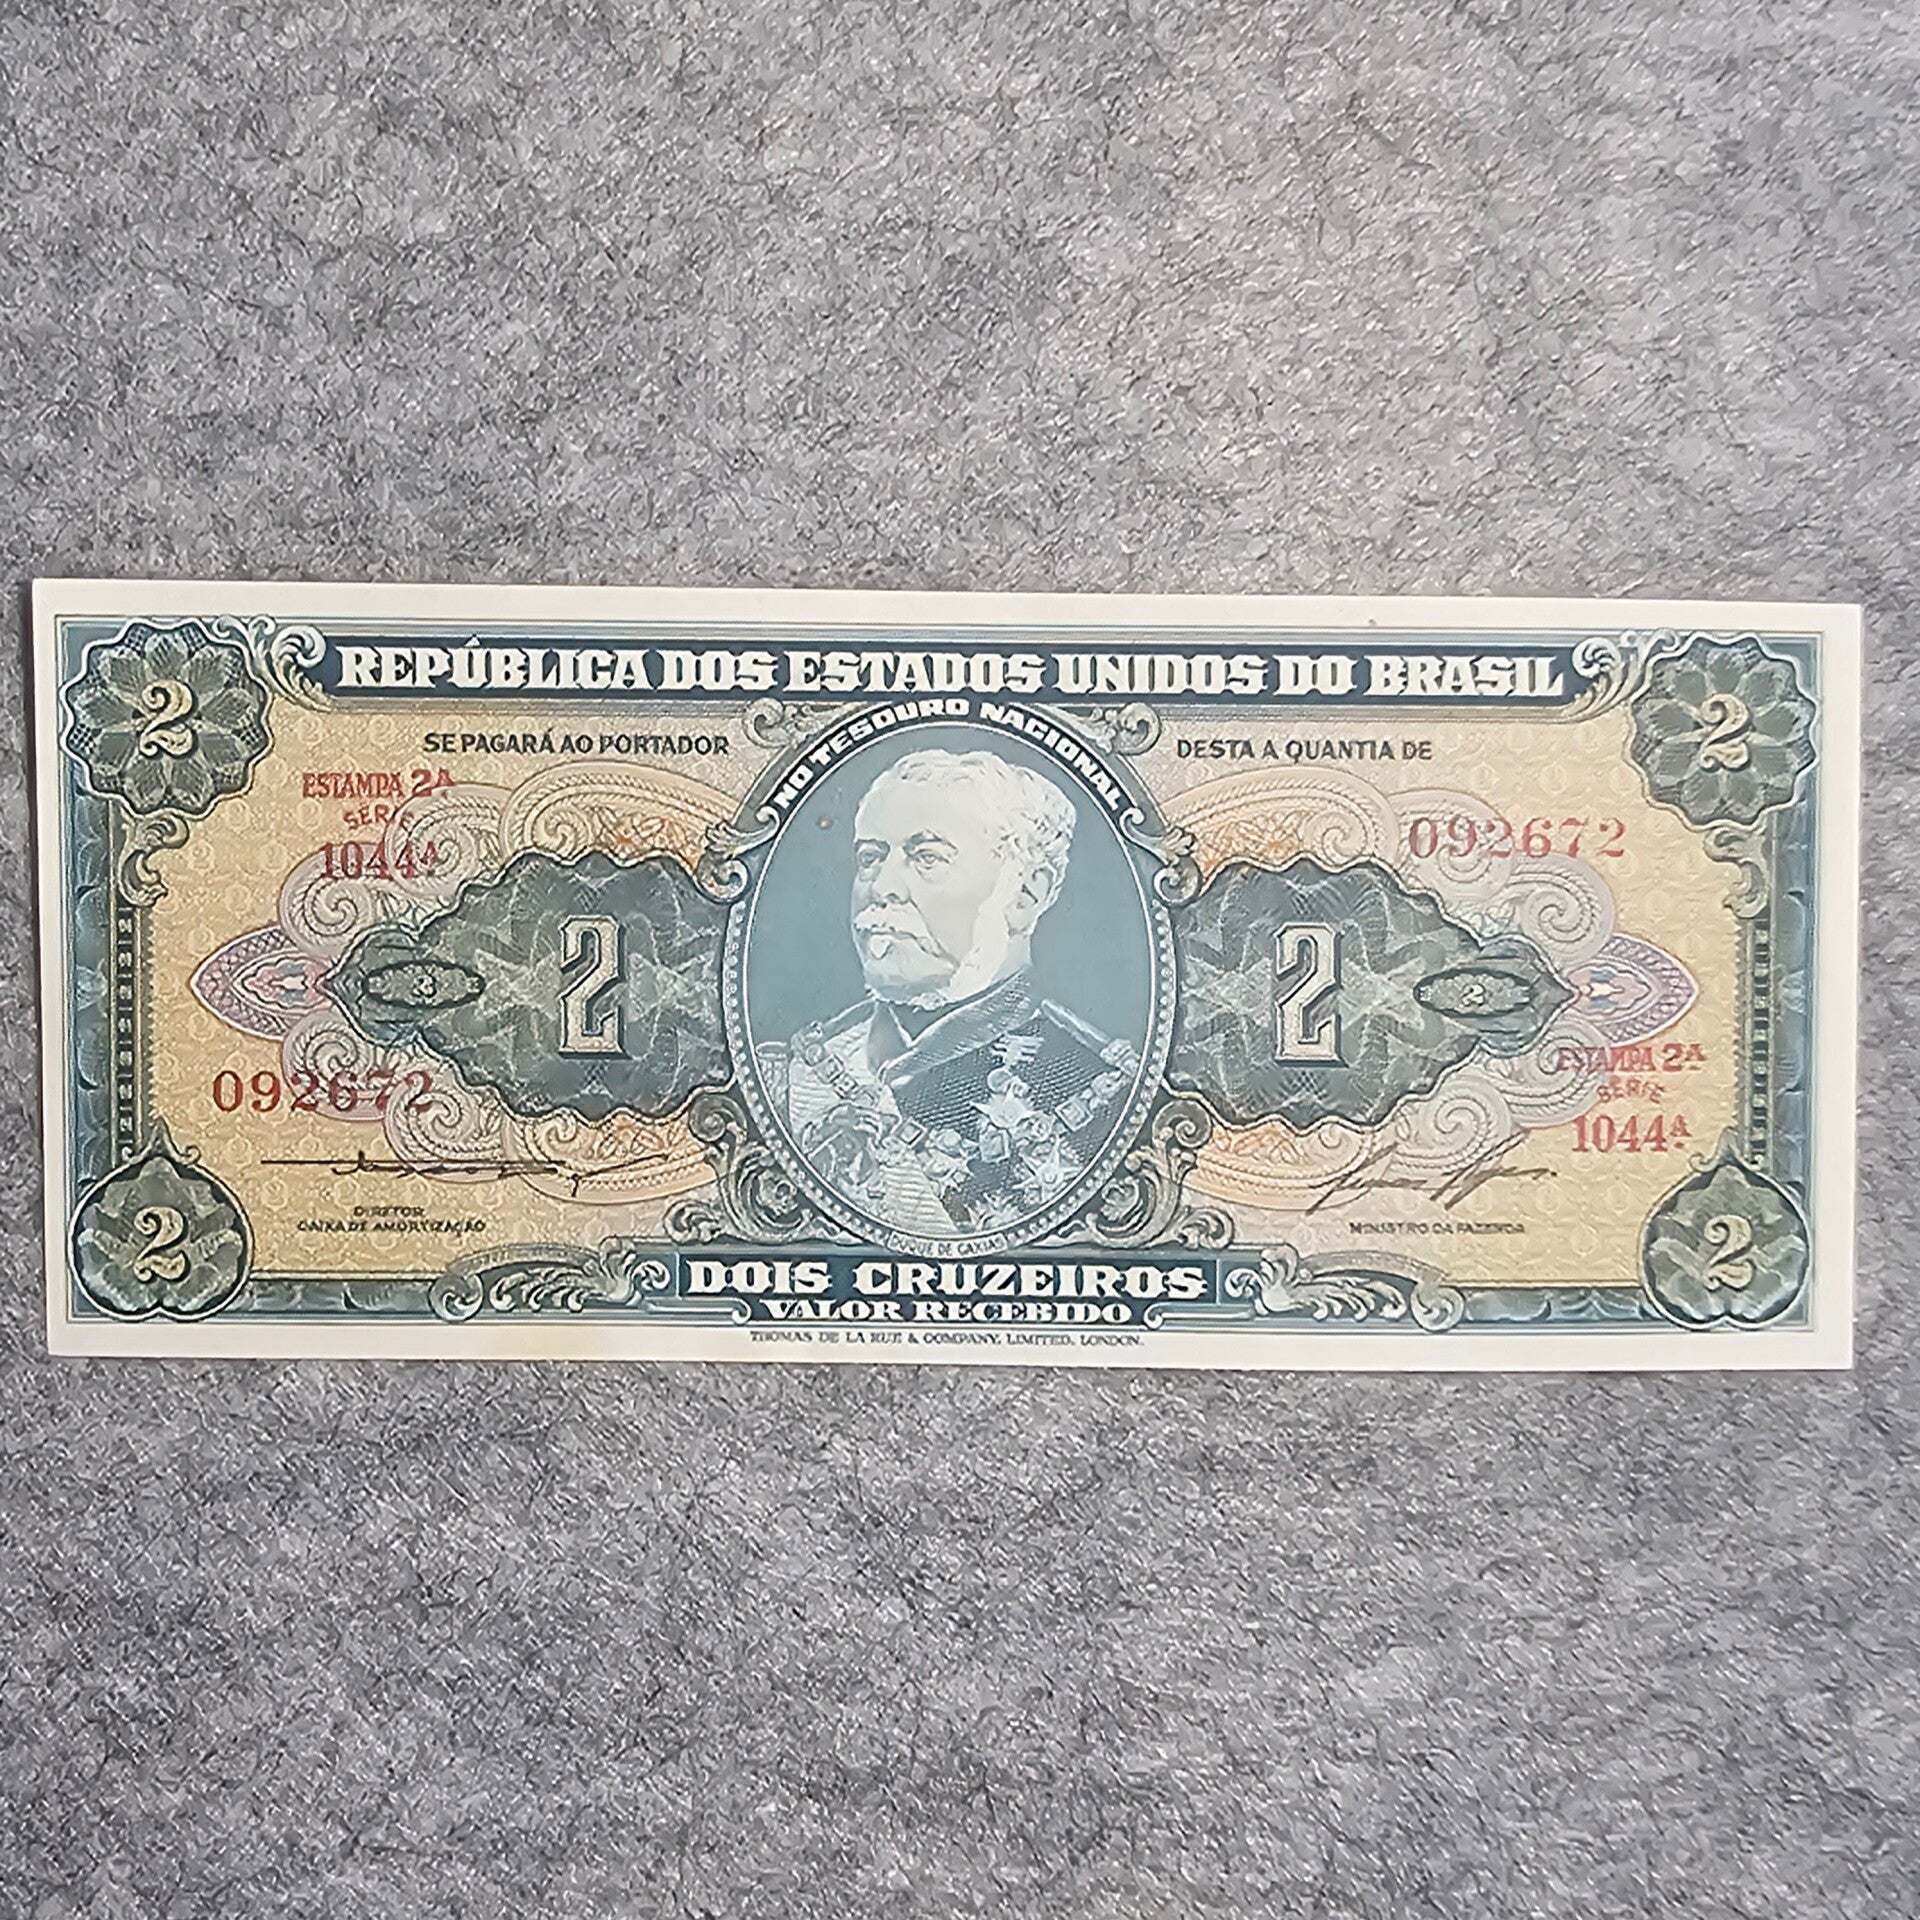 REPÚBLICA DOS ESTADOS UNIDOS DO BRASIL
2
2
NO TESOURO NACIONAL
SE PAGARÁ AO PORTADOR
DESTA A QUANTIA DE
ESTAMPA 2A
SERIE
1044A
092672
2
2
2
2
092672
ESTAMPA 2A
SERIE
1044A
DIRETOR
CAIXA DE AMORTIZAÇÃO
MINISTRO DA FAZENDA
2
2
DUQUE DE CAXIAS
DOIS CRUZEIROS
VALOR RECEBIDO
THOMAS DE LA RUE & COMPANY, LIMITED, LONDON.